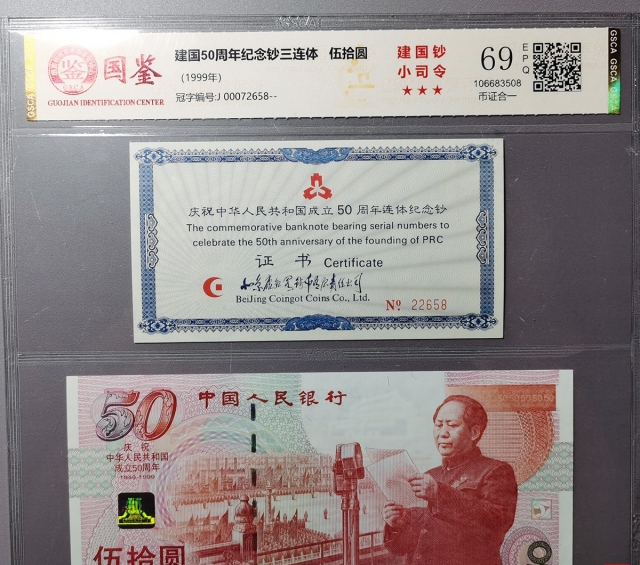 国鉴
GUOJIAN IDENTIFICATION CENTER
建国50周年纪念钞三连体 伍拾圆
(1999年)
冠字编号:J 00072658--
建国钞
小司令
★★★
69
EPQ
106683508
币证合一
GSCA GSCA GSCA
庆祝中华人民共和国成立 50 周年连体纪念钞
The commemorative banknote bearing serial numbers to
celebrate the 50th anniversary of the founding of PRC
证 书 Certificate
BeiJing Coingot Coins Co., Ltd.
№ 22658
50
中国人民银行
庆 祝
中华人民共和国
成立50周年
1949-1999
伍拾圆